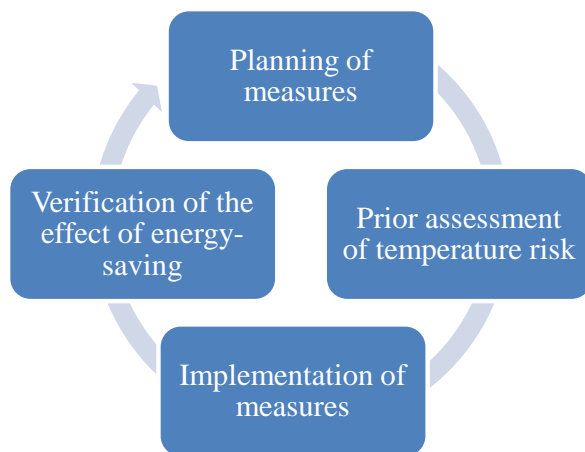 Planning of
measures
Prior assessment
of temperature risk
Implementation of
measures
Verification of the
effect of energy-
saving